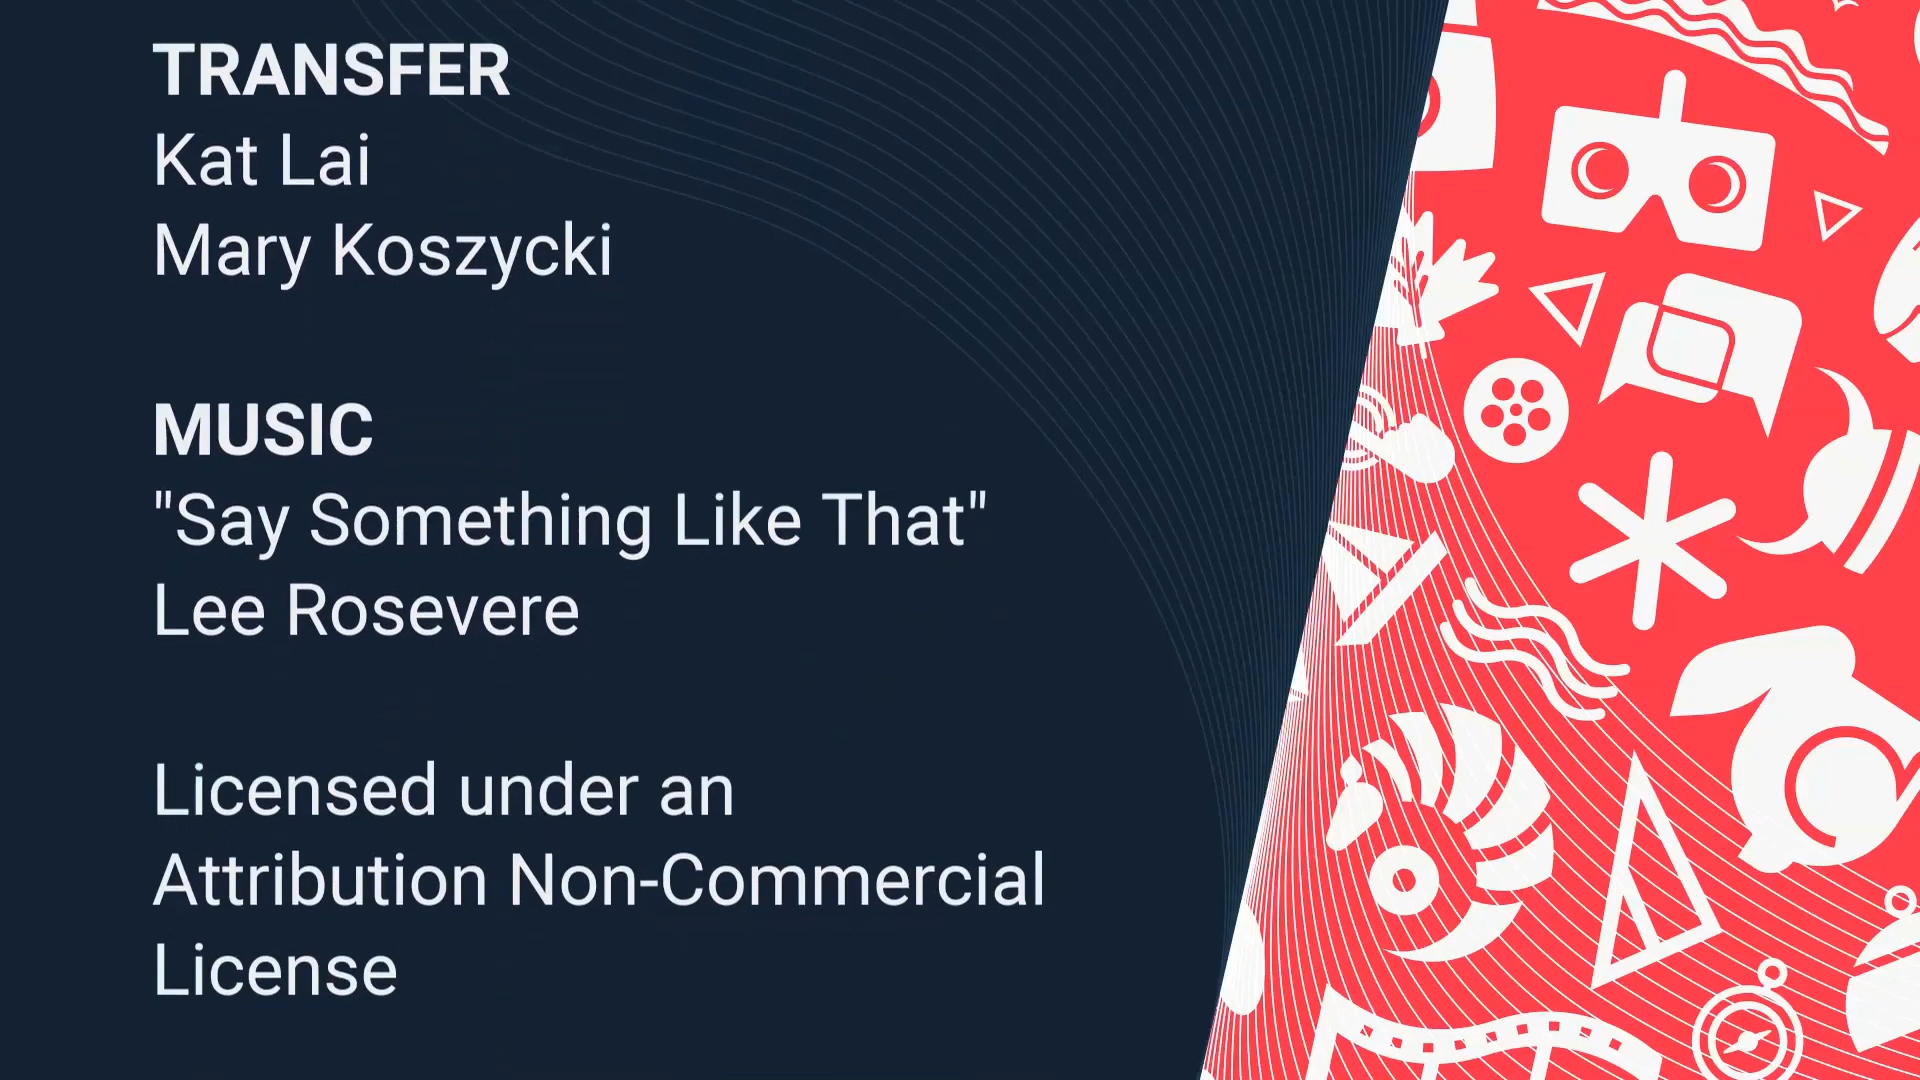 TRANSFER
Kat Lai
Mary Koszycki
MUSIC
"Say Something Like That"
Lee Rosevere
Licensed under an
Attribution Non-Commercial
License